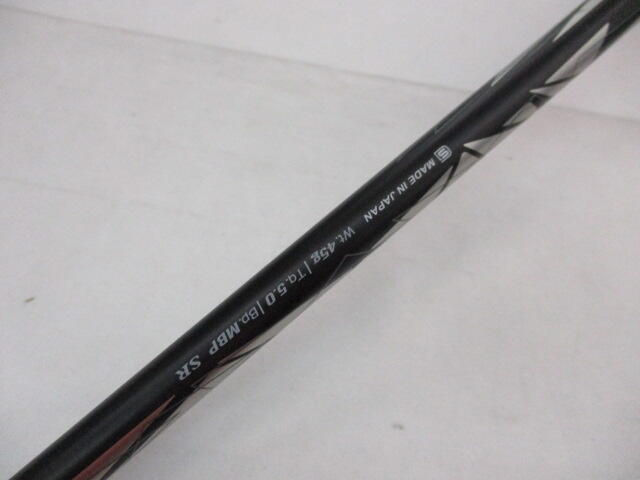 MADE IN JAPAN
Wt.45g | Tq.5.0 | Bp.MBP SR